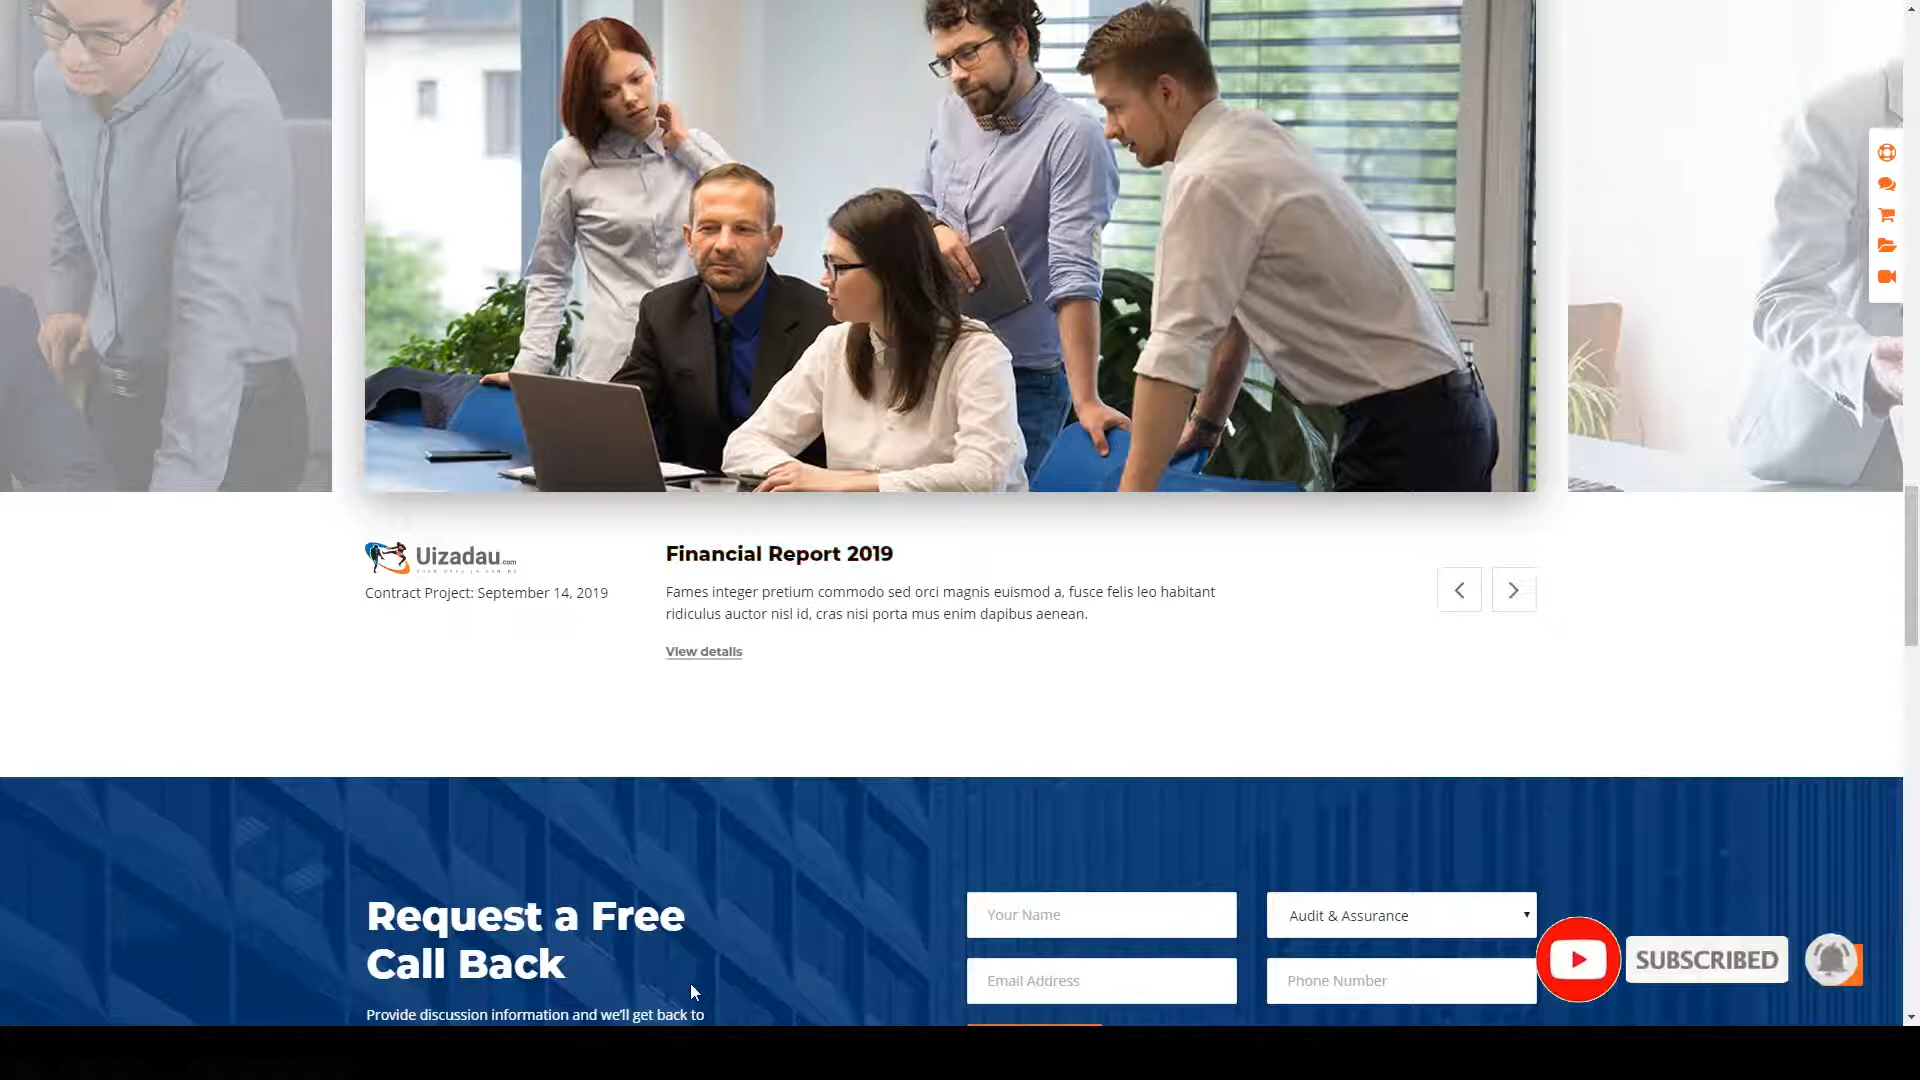 Uizadau.com
Contract Project: September 14, 2019
Financial Report 2019
Fames integer pretium commodo sed orci magnis euismod a, fusce felis leo habitant
ridiculus auctor nisl id, cras nisi porta mus enim dapibus aenean.
View details
Request a Free
Call Back
Provide discussion information and we'll get back to
Your Name
Audit & Assurance
Email Address
Phone Number
SUBSCRIBED